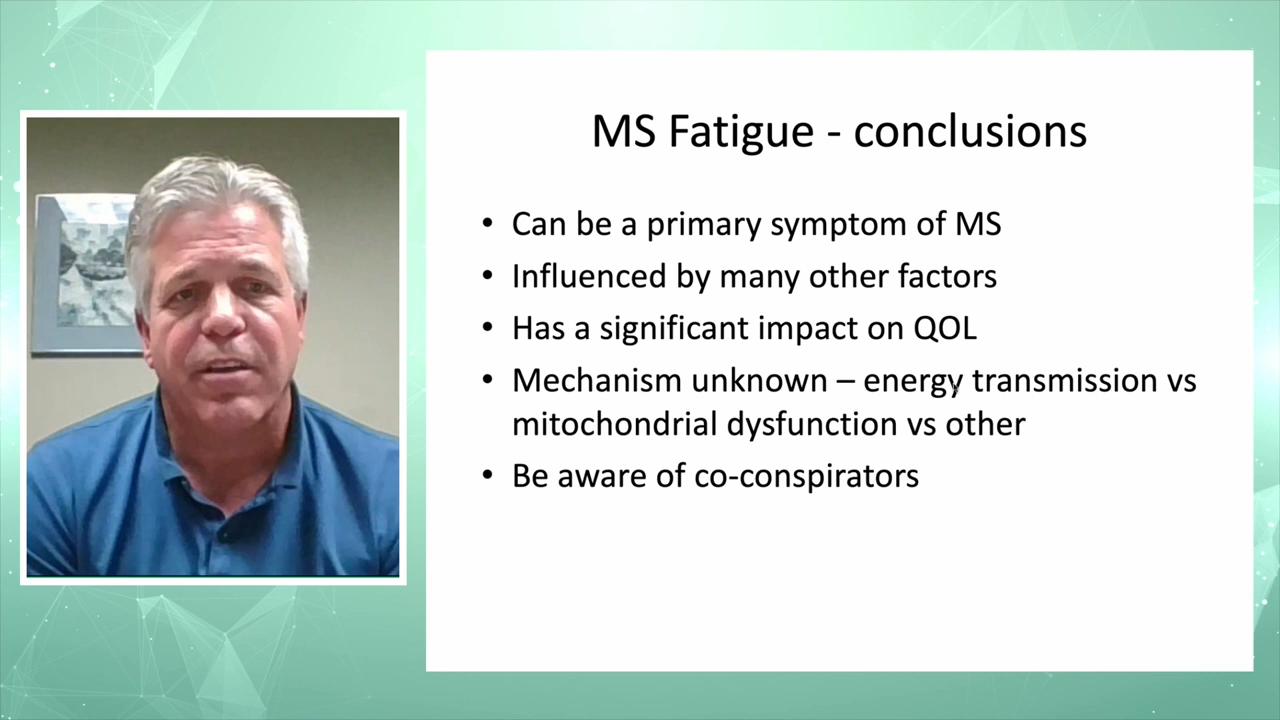 MS Fatigue - conclusions
• Can be a primary symptom of MS
• Influenced by many other factors
• Has a significant impact on QOL
• Mechanism unknown – energy transmission vs
mitochondrial dysfunction vs other
• Be aware of co-conspirators